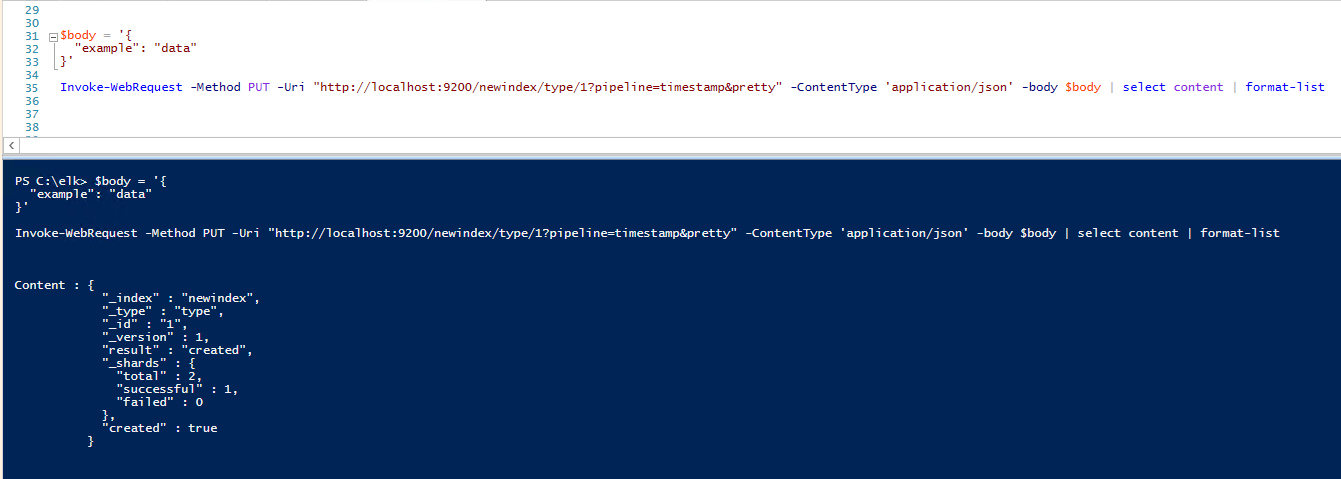 29
30
31 $body = '{
32 "example": "data"
33 }'
34
35 Invoke-WebRequest -Method PUT -Uri "http://localhost:9200/newindex/type/1?pipeline=timestamp&pretty" -ContentType 'application/json' -body $body | select content | format-list
36
37
38
PS C:\elk> $body = '{
"example": "data"
}'
Invoke-WebRequest -Method PUT -Uri "http://localhost:9200/newindex/type/1?pipeline=timestamp&pretty" -ContentType 'application/json' -body $body | select content | format-list
Content : {
"_index" : "newindex",
"_type" : "type",
"_id" : "1",
"_version" : 1,
"result" : "created",
"_shards" : {
"total" : 2,
"successful" : 1,
"failed" : 0
},
"created" : true
}